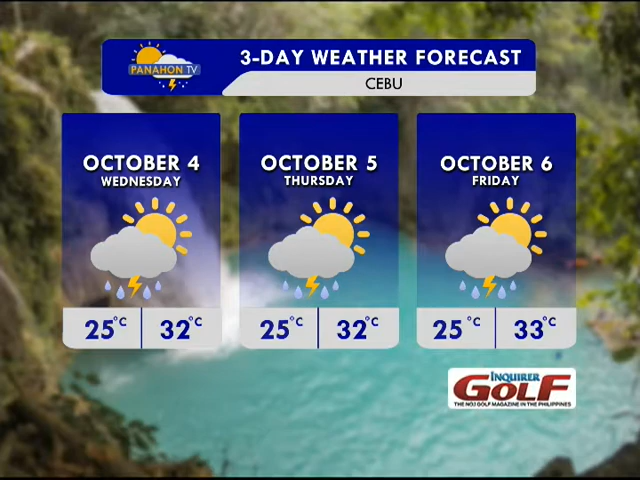 PANAHON TV
3-DAY WEATHER FORECAST
CEBU
OCTOBER 4
WEDNESDAY
25°C
32°C
OCTOBER 5
THURSDAY
25°C
32°C
OCTOBER 6
FRIDAY
25°C
33°C
INQUIRER
GOLF
THE NO.1 GOLF MAGAZINE IN THE PHILIPPINES